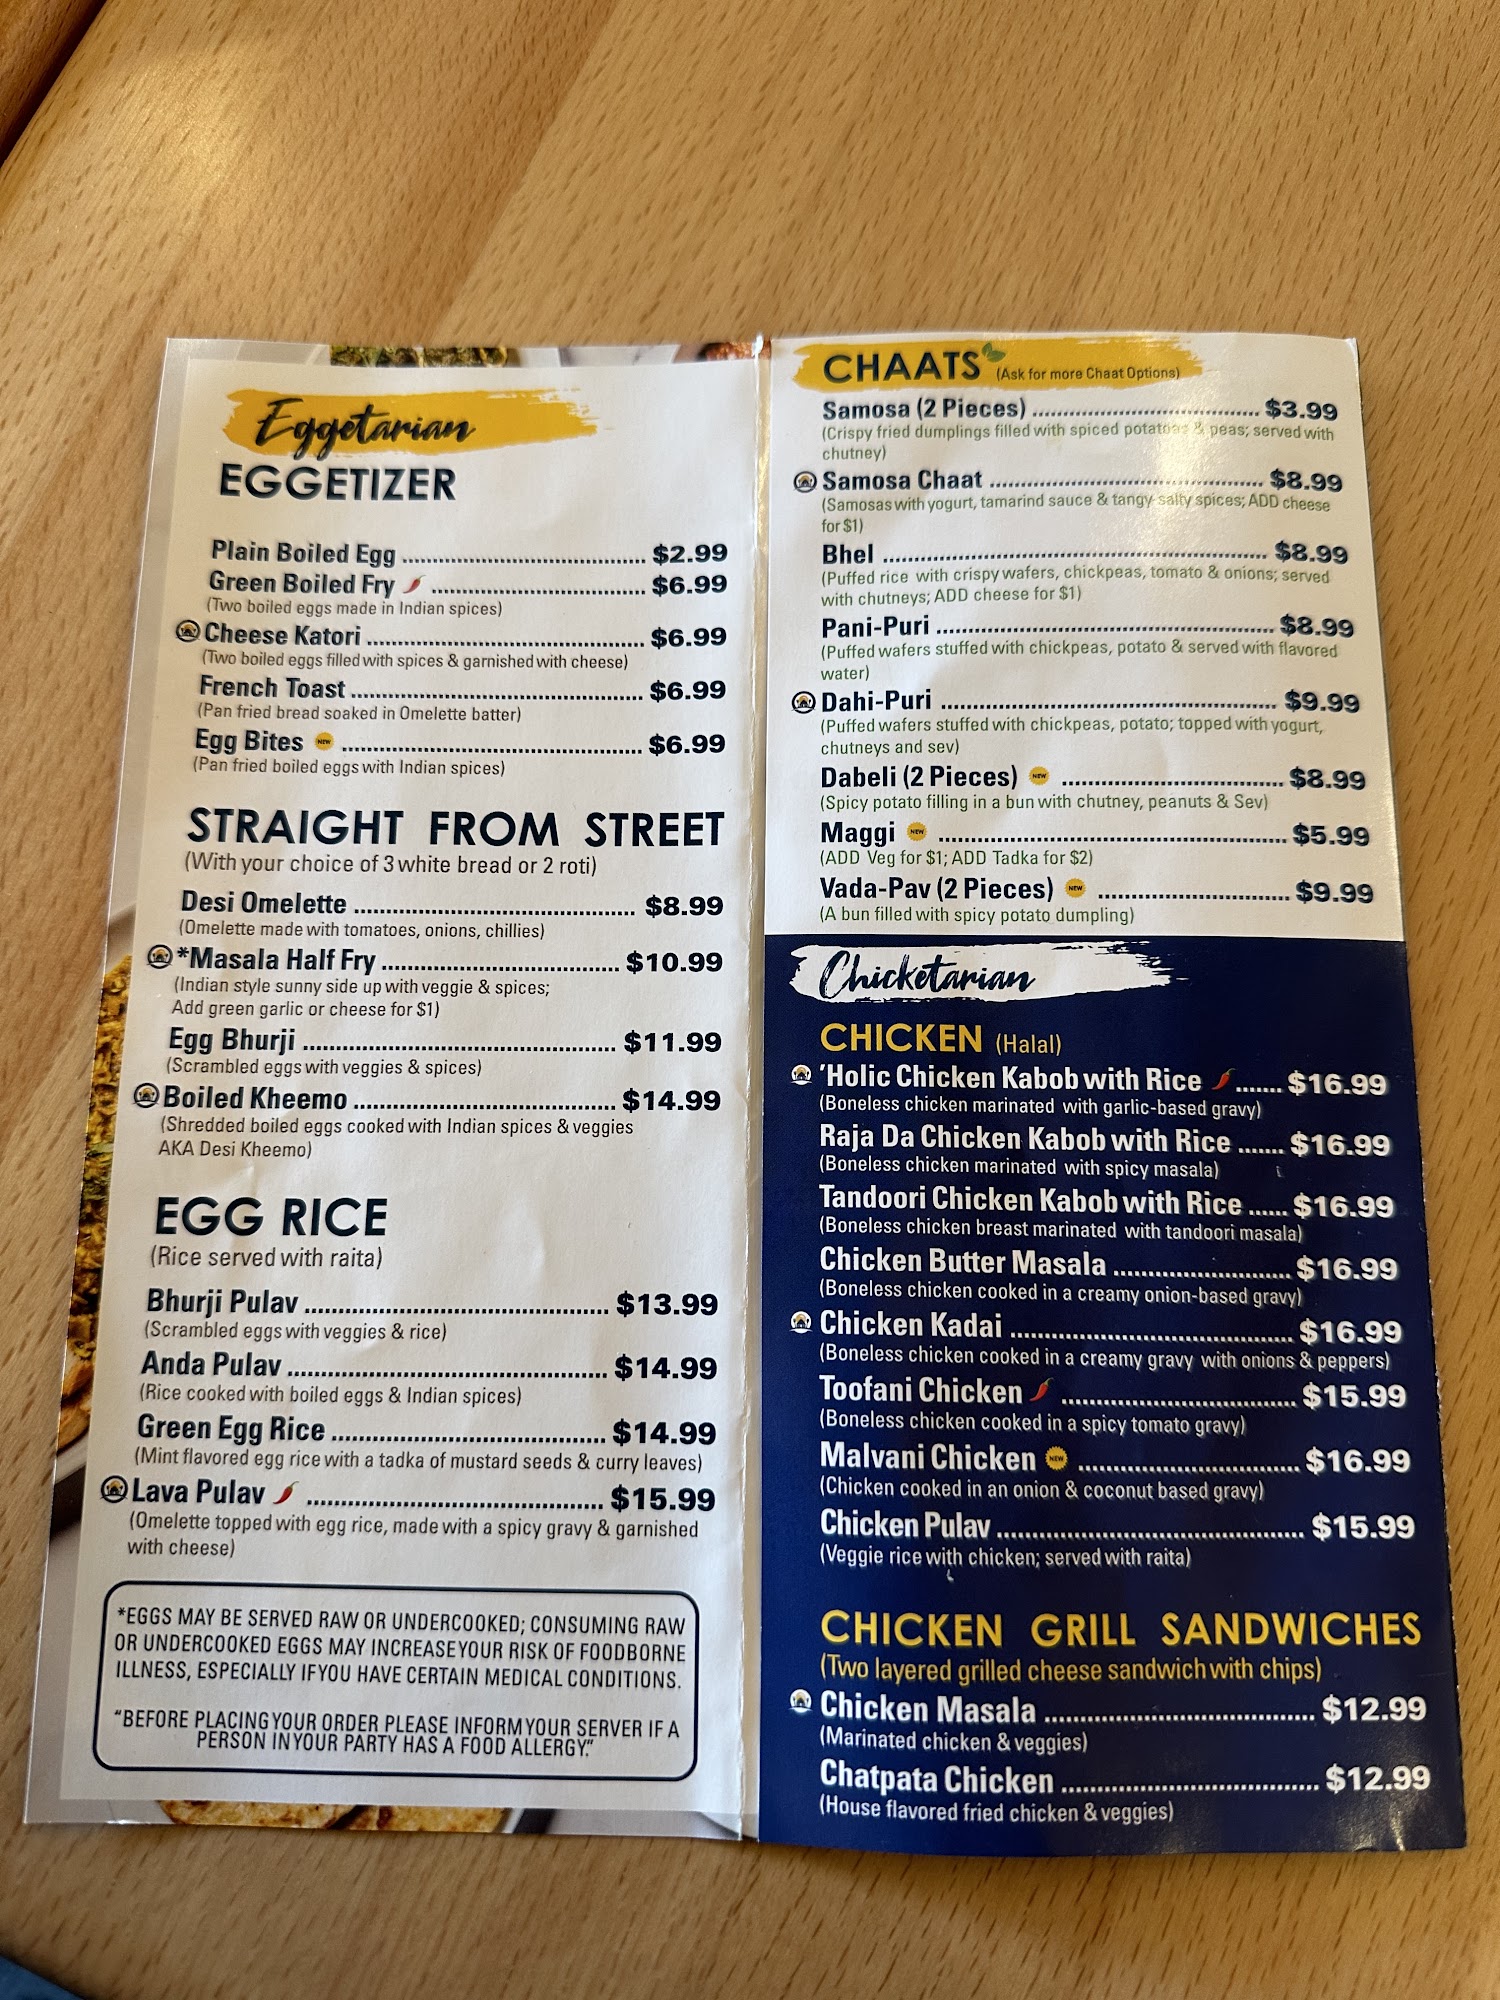 Eggetarian
EGGETIZER
Plain Boiled Egg ........ $2.99
Green Boiled Fry ........ $6.99
(Two boiled eggs made in Indian spices)
Cheese Katori ........ $6.99
(Two boiled eggs filled with spices & garnished with cheese)
French Toast ........ $6.99
(Pan fried bread soaked in Omelette batter)
Egg Bites NEW ........ $6.99
(Pan fried boiled eggs with Indian spices)
STRAIGHT FROM STREET
(With your choice of 3 white bread or 2 roti)
Desi Omelette ........ $8.99
(Omelette made with tomatoes, onions, chillies)
*Masala Half Fry ........ $10.99
(Indian style sunny side up with veggie & spices;
Add green garlic or cheese for $1)
Egg Bhurji ........ $11.99
(Scrambled eggs with veggies & spices)
Boiled Kheemo ........ $14.99
(Shredded boiled eggs cooked with Indian spices & veggies
AKA Desi Kheemo)
EGG RICE
(Rice served with raita)
Bhurji Pulav ........ $13.99
(Scrambled eggs with veggies & rice)
Anda Pulav ........ $14.99
(Rice cooked with boiled eggs & Indian spices)
Green Egg Rice ........ $14.99
(Mint flavored egg rice with a tadka of mustard seeds & curry leaves)
Lava Pulav ........ $15.99
(Omelette topped with egg rice, made with a spicy gravy & garnished
with cheese)
*EGGS MAY BE SERVED RAW OR UNDERCOOKED; CONSUMING RAW
OR UNDERCOOKED EGGS MAY INCREASE YOUR RISK OF FOODBORNE
ILLNESS, ESPECIALLY IF YOU HAVE CERTAIN MEDICAL CONDITIONS.
"BEFORE PLACING YOUR ORDER PLEASE INFORM YOUR SERVER IF A
PERSON IN YOUR PARTY HAS A FOOD ALLERGY."
CHAATS (Ask for more Chaat Options)
Samosa (2 Pieces) ........ $3.99
(Crispy fried dumplings filled with spiced potatoes & peas; served with
chutney)
Samosa Chaat ........ $8.99
(Samosas with yogurt, tamarind sauce & tangy-salty spices; ADD cheese
for $1)
Bhel ........ $8.99
(Puffed rice with crispy wafers, chickpeas, tomato & onions; served
with chutneys; ADD cheese for $1)
Pani-Puri ........ $8.99
(Puffed wafers stuffed with chickpeas, potato & served with flavored
water)
Dahi-Puri ........ $9.99
(Puffed wafers stuffed with chickpeas, potato; topped with yogurt,
chutneys and sev)
Dabeli (2 Pieces) NEW ........ $8.99
(Spicy potato filling in a bun with chutney, peanuts & Sev)
Maggi NEW ........ $5.99
(ADD Veg for $1; ADD Tadka for $2)
Vada-Pav (2 Pieces) NEW ........ $9.99
(A bun filled with spicy potato dumpling)
Chicketarian
CHICKEN (Halal)
'Holic Chicken Kabob with Rice ........ $16.99
(Boneless chicken marinated with garlic-based gravy)
Raja Da Chicken Kabob with Rice ........ $16.99
(Boneless chicken marinated with spicy masala)
Tandoori Chicken Kabob with Rice ........ $16.99
(Boneless chicken breast marinated with tandoori masala)
Chicken Butter Masala ........ $16.99
(Boneless chicken cooked in a creamy onion-based gravy)
Chicken Kadai ........ $16.99
(Boneless chicken cooked in a creamy gravy with onions & peppers)
Toofani Chicken ........ $15.99
(Boneless chicken cooked in a spicy tomato gravy)
Malvani Chicken NEW ........ $16.99
(Chicken cooked in an onion & coconut based gravy)
Chicken Pulav ........ $15.99
(Veggie rice with chicken; served with raita)
CHICKEN GRILL SANDWICHES
(Two layered grilled cheese sandwich with chips)
Chicken Masala ........ $12.99
(Marinated chicken & veggies)
Chatpata Chicken ........ $12.99
(House flavored fried chicken & veggies)